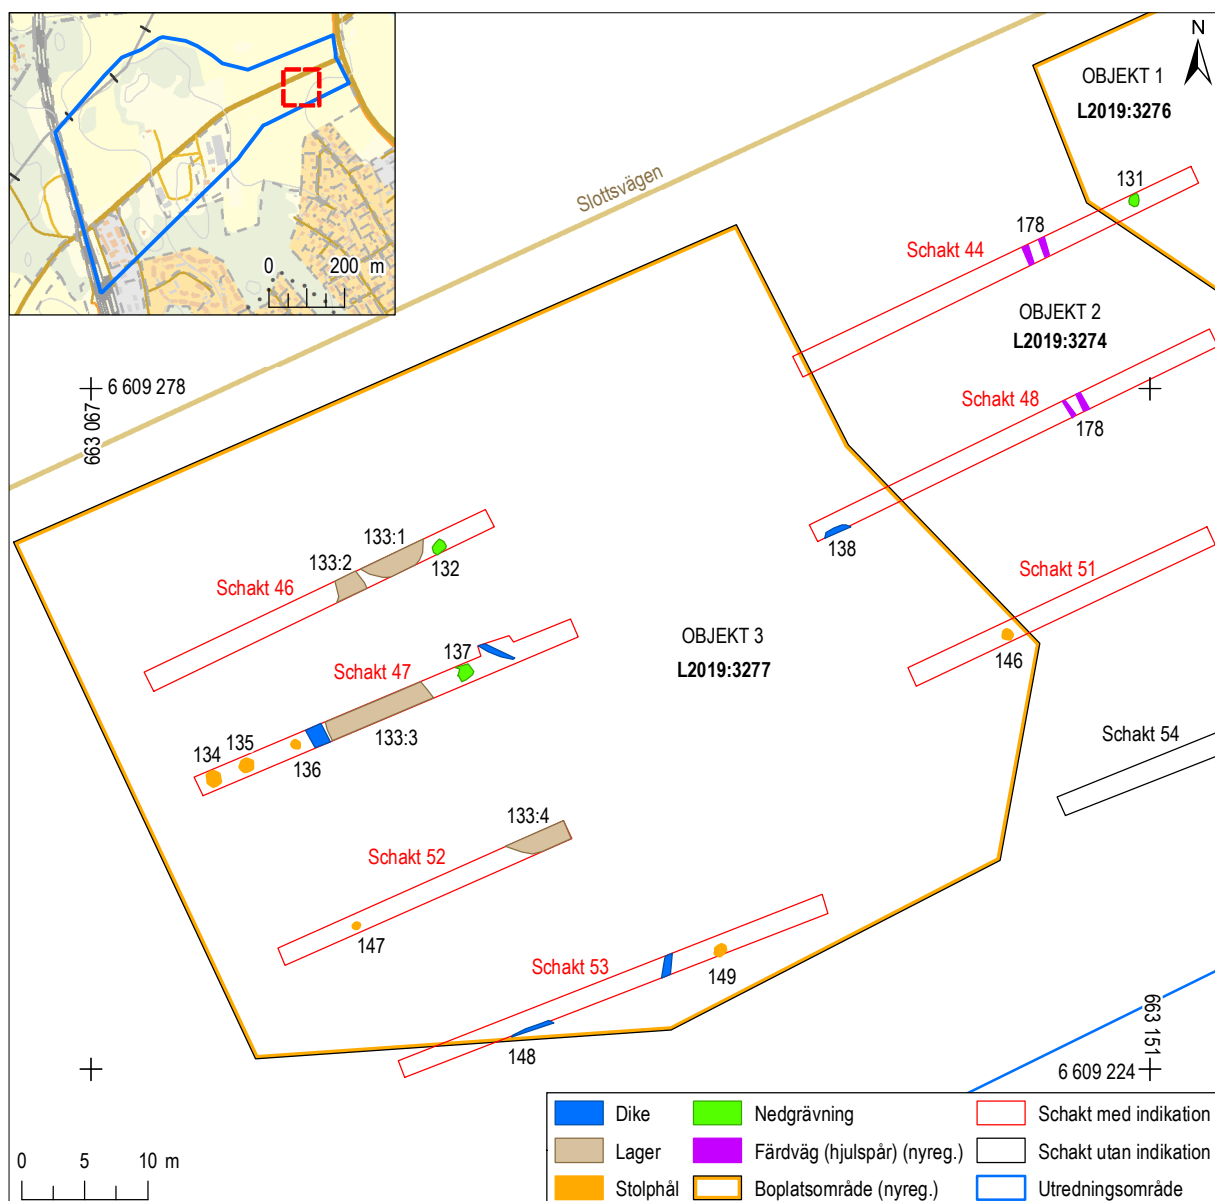 0 200 m
N
OBJEKT 1
L2019:3276
Slottsvägen
131
178
Schakt 44
OBJEKT 2
L2019:3274
6 609 278
663 067
Schakt 48
178
138
133:1
133:2
132
Schakt 46
Schakt 51
146
OBJEKT 3
L2019:3277
137
Schakt 47
133:3
134
135
136
Schakt 54
133:4
Schakt 52
147
Schakt 53
149
148
663 151
6 609 224
Dike
Nedgrävning
Schakt med indikation
Lager
Färdväg (hjulspår) (nyreg.)
Schakt utan indikation
Stolphål
Boplatsområde (nyreg.)
Utredningsområde
0 5 10 m